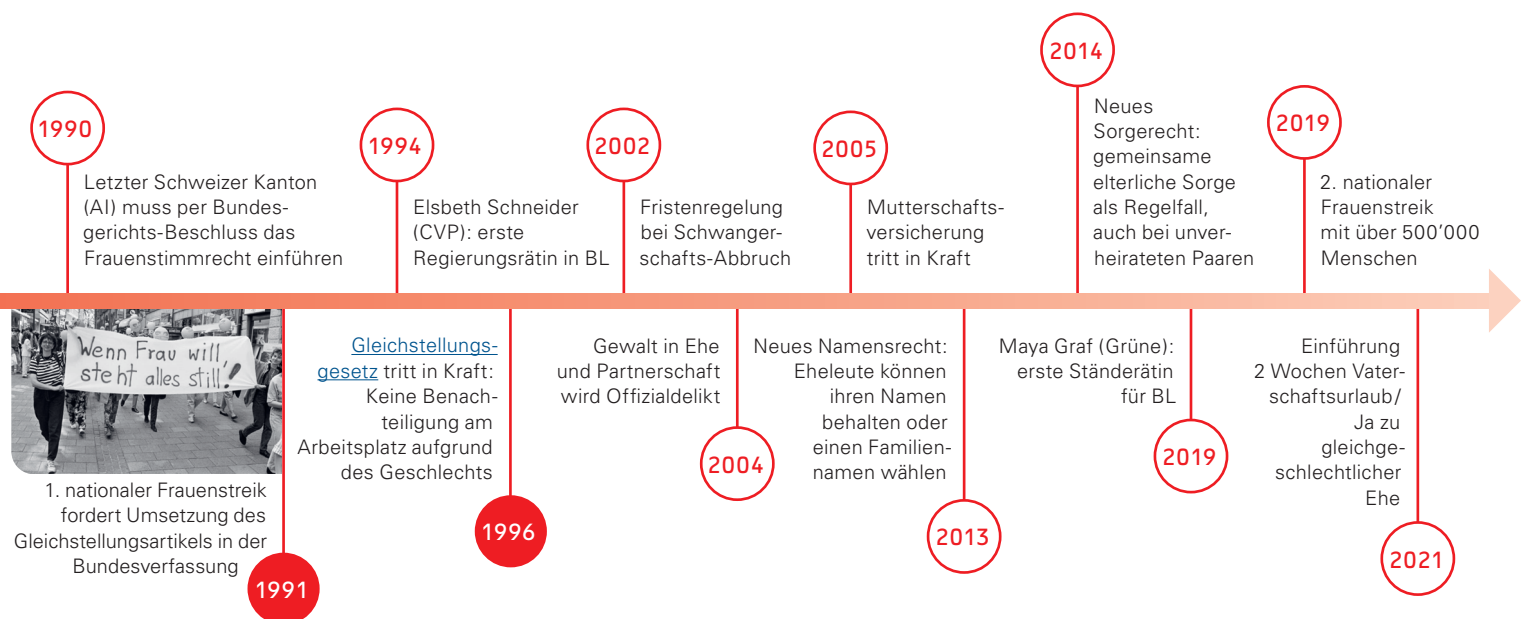 1990
Letzter Schweizer Kanton
(AI) muss per Bundes-
gerichts-Beschluss das
Frauenstimmrecht einführen
Wenn Frau will,
steht alles still!
1. nationaler Frauenstreik
fordert Umsetzung des
Gleichstellungsartikels in der
Bundesverfassung
1991
1994
Elsbeth Schneider
(CVP): erste
Regierungsrätin in BL
Gleichstellungs-
gesetz tritt in Kraft:
Keine Benach-
teiligung am
Arbeitsplatz aufgrund
des Geschlechts
1996
2002
Fristenregelung
bei Schwanger-
schafts-Abbruch
Gewalt in Ehe
und Partnerschaft
wird Offizialdelikt
2004
2005
Mutterschafts-
versicherung
tritt in Kraft
Neues Namensrecht:
Eheleute können
ihren Namen
behalten oder
einen Familien-
namen wählen
2013
2014
Neues
Sorgerecht:
gemeinsame
elterliche Sorge
als Regelfall,
auch bei unver-
heirateten Paaren
Maya Graf (Grüne):
erste Ständerätin
für BL
2019
2019
2. nationaler
Frauenstreik
mit über 500'000
Menschen
Einführung
2 Wochen Vater-
schaftsurlaub/
Ja zu
gleichge-
schlechtlicher
Ehe
2021